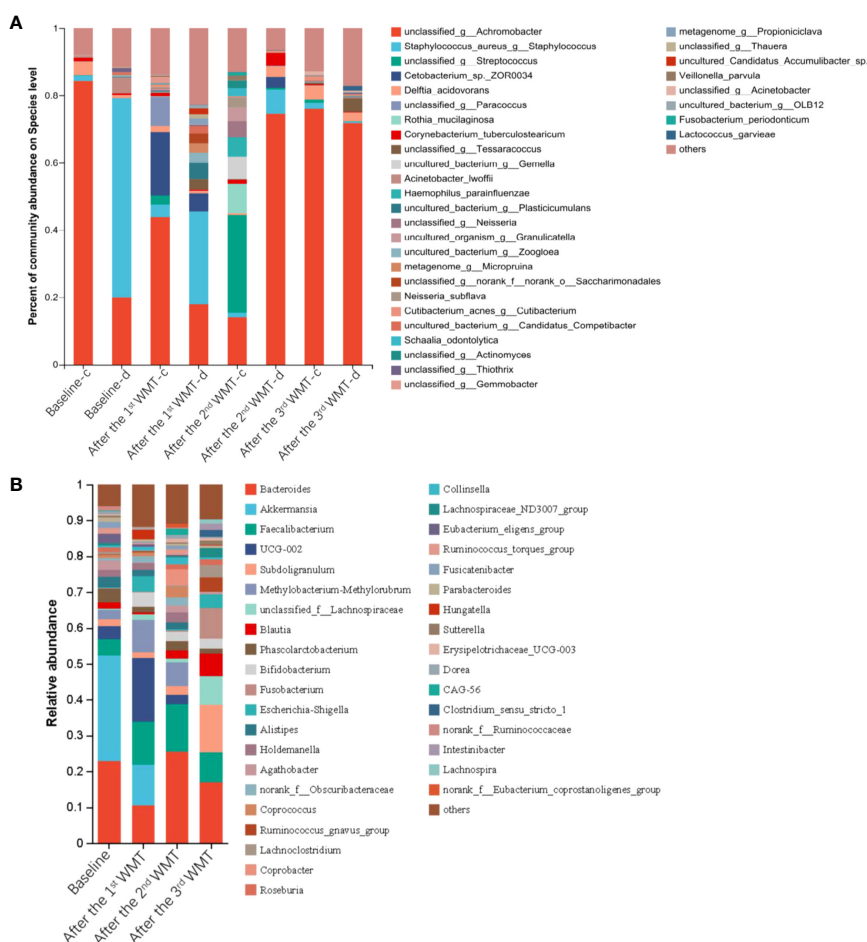 A
Percent of community abundance on Species level
1
0.8
0.6
0.4
0.2
0
Baseline-c
Baseline-d
After the 1st WMT-c
After the 1st WMT-d
After the 2nd WMT-c
After the 2nd WMT-d
After the 3rd WMT-c
After the 3rd WMT-d
unclassified_g__Achromobacter
Staphylococcus_aureus_g__Staphylococcus
unclassified_g__Streptococcus
Cetobacterium_sp._ZOR0034
Delftia_acidovorans
unclassified_g__Paracoccus
Rothia_mucilaginosa
Corynebacterium_tuberculostearicum
unclassified_g__Tessaracoccus
uncultured_bacterium_g__Gemella
Acinetobacter_lwoffii
Haemophilus_parainfluenzae
uncultured_bacterium_g__Plasticicumulans
unclassified_g__Neisseria
uncultured_organism_g__Granulicatella
uncultured_bacterium_g__Zoogloea
metagenome_g__Micropruina
unclassified_g__norank_f__norank_o__Saccharimonadales
Neisseria_subflava
Cutibacterium_acnes_g__Cutibacterium
uncultured_bacterium_g__Candidatus_Competibacter
Schaalia_odontolytica
unclassified_g__Actinomyces
unclassified_g__Thiothrix
unclassified_g__Gemmobacter
metagenome_g__Propioniciclava
unclassified_g__Thauera
uncultured_Candidatus_Accumulibacter_sp.
Veillonella_parvula
unclassified_g__Acinetobacter
uncultured_bacterium_g__OLB12
Fusobacterium_periodonticum
Lactococcus_garvieae
others
B
Relative abundance
1
0.9
0.8
0.7
0.6
0.5
0.4
0.3
0.2
0.1
0
Baseline
After the 1st WMT
After the 2nd WMT
After the 3rd WMT
Bacteroides
Akkermansia
Faecalibacterium
UCG-002
Subdoligranulum
Methylobacterium-Methylorubrum
unclassified_f__Lachnospiraceae
Blautia
Phascolarctobacterium
Bifidobacterium
Fusobacterium
Escherichia-Shigella
Alistipes
Holdemanella
Agathobacter
norank_f__Obscuribacteraceae
Coprococcus
Ruminococcus_gnavus_group
Lachnoclostridium
Coprobacter
Roseburia
Collinsella
Lachnospiraceae_ND3007_group
Eubacterium_eligens_group
Ruminococcus_torques_group
Fusicatenibacter
Parabacteroides
Hungatella
Sutterella
Erysipelotrichaceae_UCG-003
Dorea
CAG-56
Clostridium_sensu_stricto_1
norank_f__Ruminococcaceae
Intestinibacter
Lachnospira
norank_f__Eubacterium_coprostanoligenes_group
others